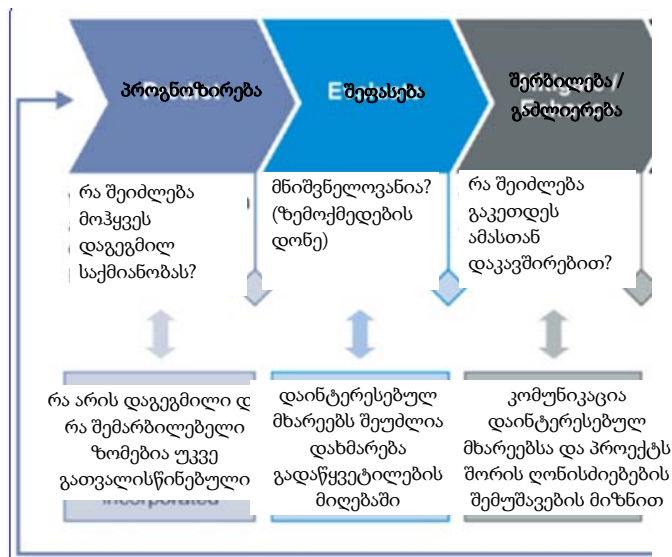 პროგნოზირება
შეფასება
შერბილება /
გაძლიერება
რა შეიძლება
მოჰყვეს
დაგეგმილ
საქმიანობას?
მნიშვნელოვანია?
(ზემოქმედების
დონე)
რა შეიძლება
გაკეთდეს
ამასთან
დაკავშირებით?
რა არის დაგეგმილი დ
რა შემარბილებელი
ზომებია უკვე
გათვალისწინებული
incorporated
დაინტერესებულ
მხარეებს შეუძლია
დახმარება
გადაწყვეტილების
მიღებაში
კომუნიკაცია
დაინტერესებულ
მხარეებსა და პროექტს
შორის ღონისძიებების
შემუშავების მიზნით